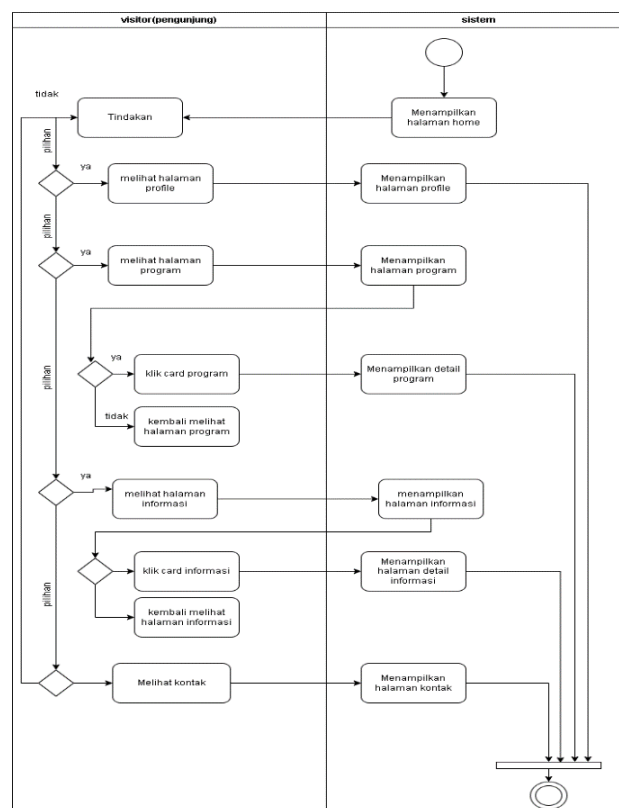 visitor(pengunjung)
sistem
tidak
Tindakan
Menampilkan
halaman home
pilihan
ya
melihat halaman
profile
Menampilkan
halaman profile
pilihan
ya
melihat halaman
program
Menampilkan
halaman program
pilihan
ya
klik card program
Menampilkan detail
program
tidak
kembali melihat
halaman program
ya
melihat halaman
informasi
menampilkan
halaman informasi
pilihan
klik card informasi
Menampilkan
halaman detail
informasi
kembali melihat
halaman informasi
Melihat kontak
Menampilkan
halaman kontak